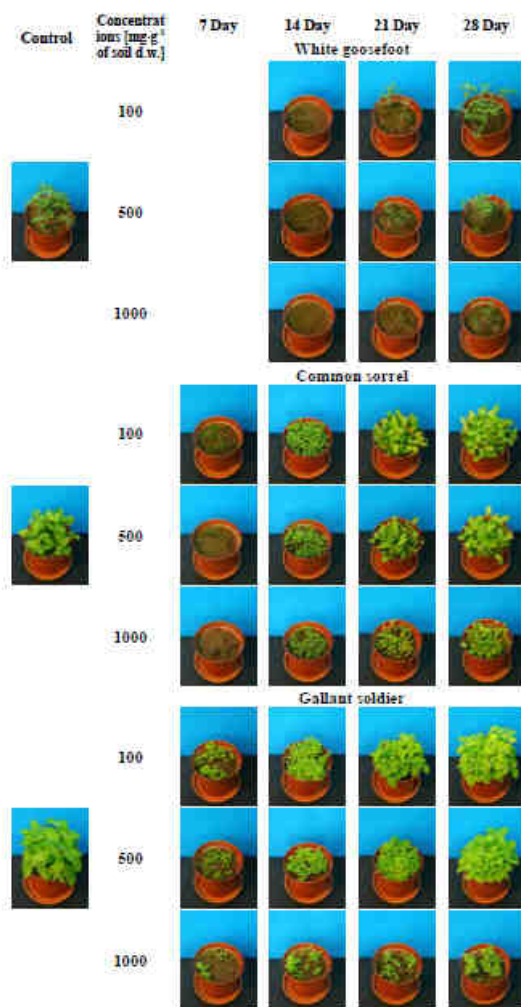 Control Concentrat 7 Day 14 Day 21 Day 28 Day
ions [mg·g⁻¹
of soil d.w.]
White goosefoot
100
500
1000
Common sorrel
100
500
1000
Gallant soldier
100
500
1000